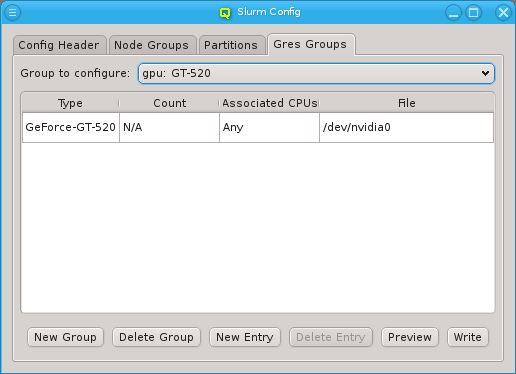 Slurm Config
Config Header Node Groups Partitions Gres Groups
Group to configure: gpu: GT-520
Type Count Associated CPUs File
GeForce-GT-520 N/A Any /dev/nvidia0
New Group Delete Group New Entry Delete Entry Preview Write